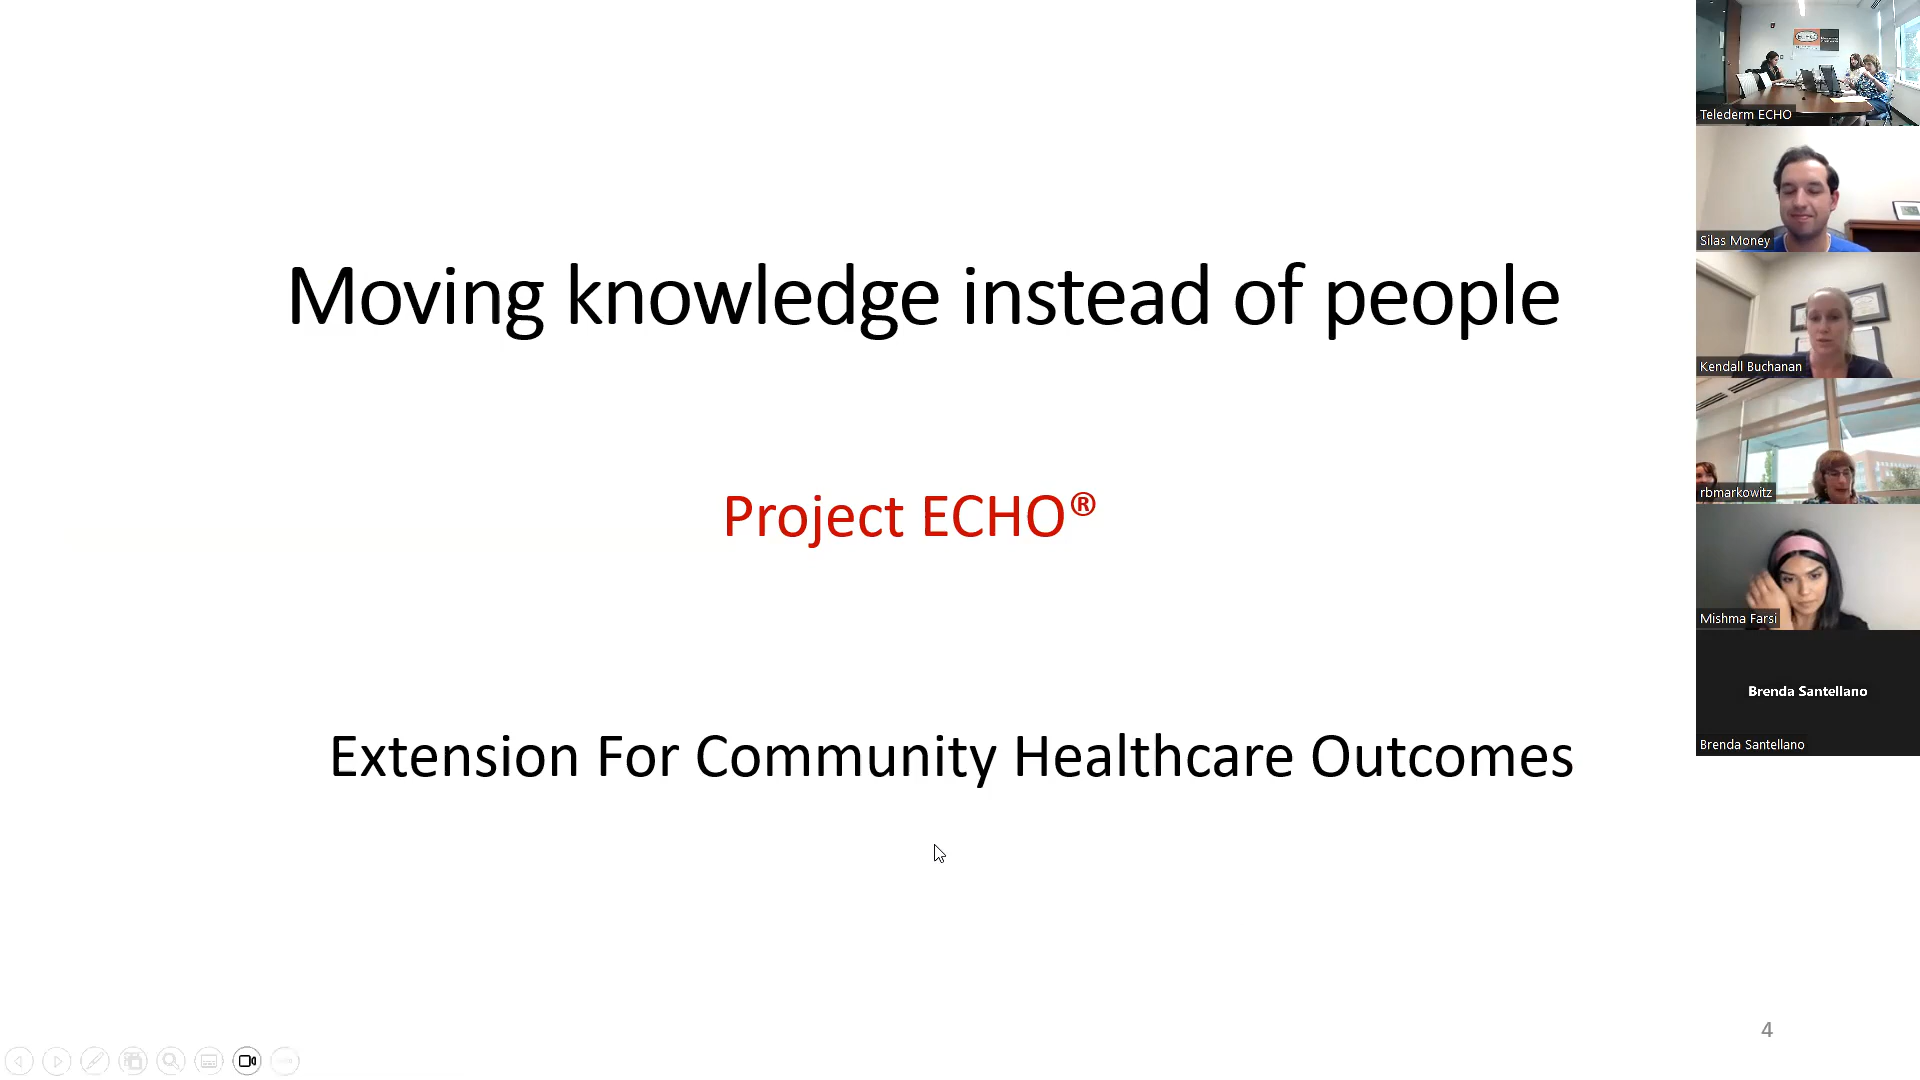 Moving knowledge instead of people
Project ECHO®
Extension For Community Healthcare Outcomes
4
Telederm ECHO
Silas Money
Kendall Buchanan
rbmarkowitz
Mishma Farsi
Brenda Santellano
Brenda Santellano